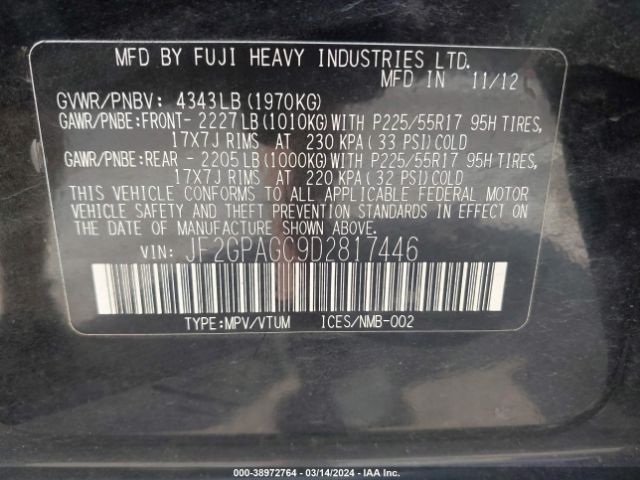 MFD BY FUJI HEAVY INDUSTRIES LTD.
MFD IN 11/12
GVWR/PNBV: 4343LB (1970KG)
GAWR/PNBE:FRONT- 2227LB(1010KG)WITH P225/55R17 95H TIRES,
17X7J RIMS AT 230 KPA( 33 PSI)COLD
GAWR/PNBE:REAR - 2205LB(1000KG)WITH P225/55R17 95H TIRES,
17X7J RIMS AT 220 KPA( 32 PSI)COLD
THIS VEHICLE CONFORMS TO ALL APPLICABLE FEDERAL MOTOR
VEHICLE SAFETY AND THEFT PREVENTION STANDARDS IN EFFECT ON THE
DATE OF MANUFACTURE SHOWN ABOVE.
VIN: JF2GPAGC9D2817446
TYPE:MPV/VTUM ICES/NMB-002
000-38972764 - 03/14/2024 - IAA Inc.